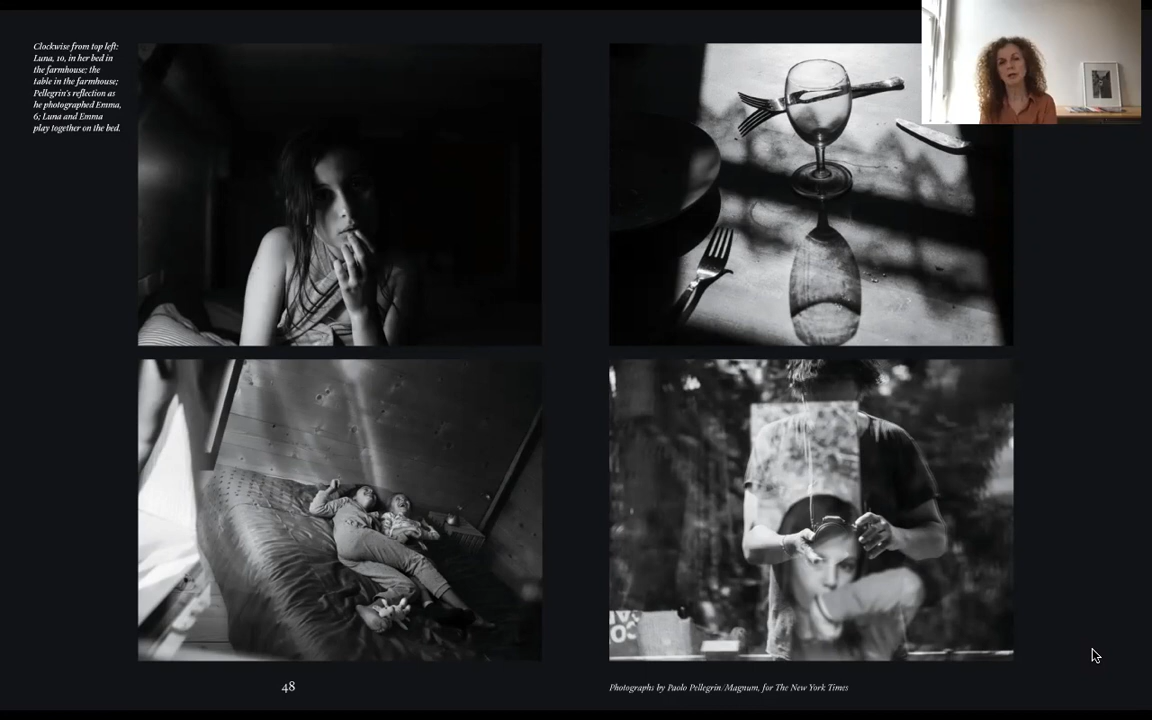 Clockwise from top left:
Luna, 10, in her bed in
the farmhouse; the
table in the farmhouse;
Pellegrin's reflection as
he photographed Emma,
6; Luna and Emma
play together on the bed.
48
Photographs by Paolo Pellegrin/Magnum, for The New York Times